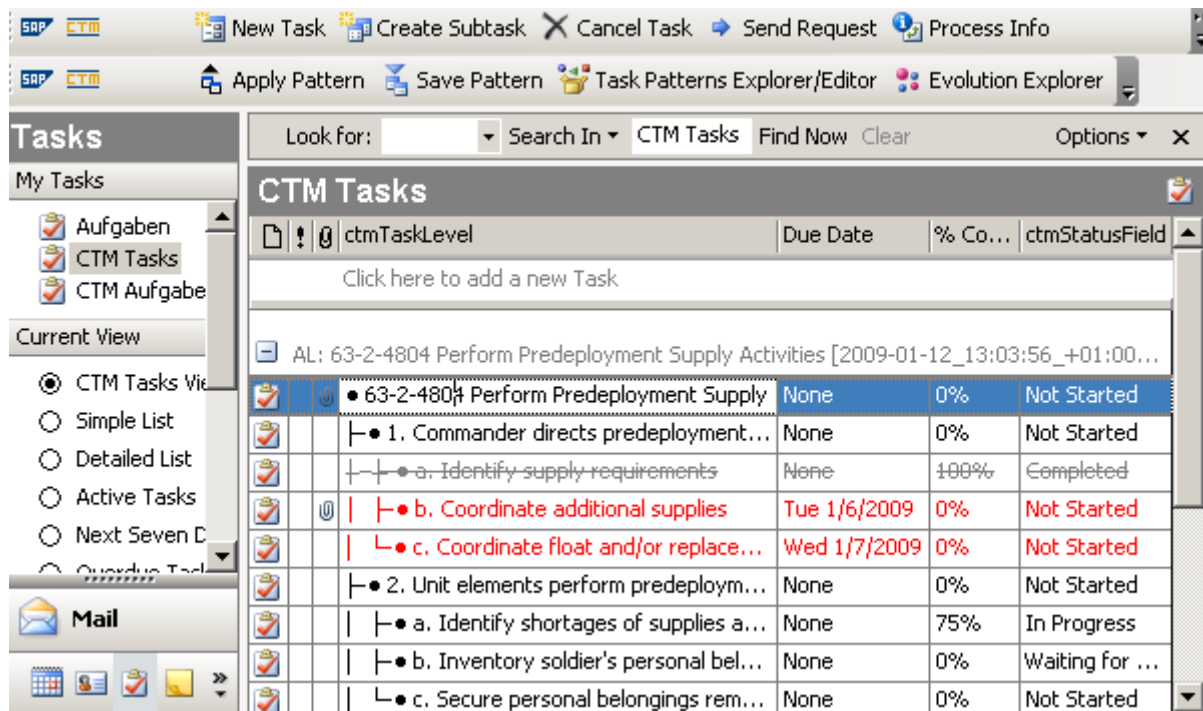 SAP CTM New Task Create Subtask Cancel Task Send Request Process Info
SAP CTM Apply Pattern Save Pattern Task Patterns Explorer/Editor Evolution Explorer
Tasks
My Tasks
Aufgaben
CTM Tasks
CTM Aufgabe
Current View
CTM Tasks Vie
Simple List
Detailed List
Active Tasks
Next Seven D
Overdue Task
Mail
Look for: Search In CTM Tasks Find Now Clear Options
CTM Tasks
ctmTaskLevel Due Date % Co... ctmStatusField
Click here to add a new Task
AL: 63-2-4804 Perform Predeployment Supply Activities [2009-01-12_13:03:56_+01:00...
63-2-4804 Perform Predeployment Supply None 0% Not Started
1. Commander directs predeployment... None 0% Not Started
a. Identify supply requirements None 100% Completed
b. Coordinate additional supplies Tue 1/6/2009 0% Not Started
c. Coordinate float and/or replace... Wed 1/7/2009 0% Not Started
2. Unit elements perform predeploym... None 0% Not Started
a. Identify shortages of supplies a... None 75% In Progress
b. Inventory soldier's personal bel... None 0% Waiting for ...
c. Secure personal belongings rem... None 0% Not Started